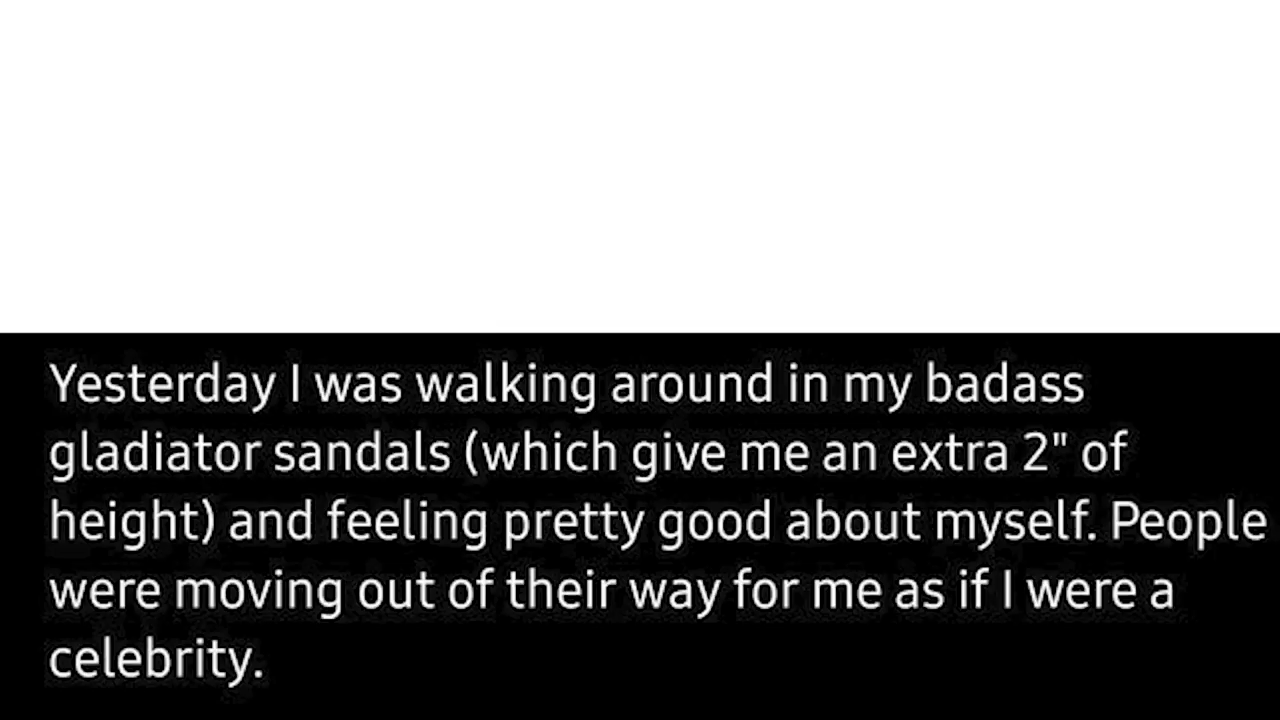 Yesterday I was walking around in my badass
gladiator sandals (which give me an extra 2" of
height) and feeling pretty good about myself. People
were moving out of their way for me as if I were a
celebrity.